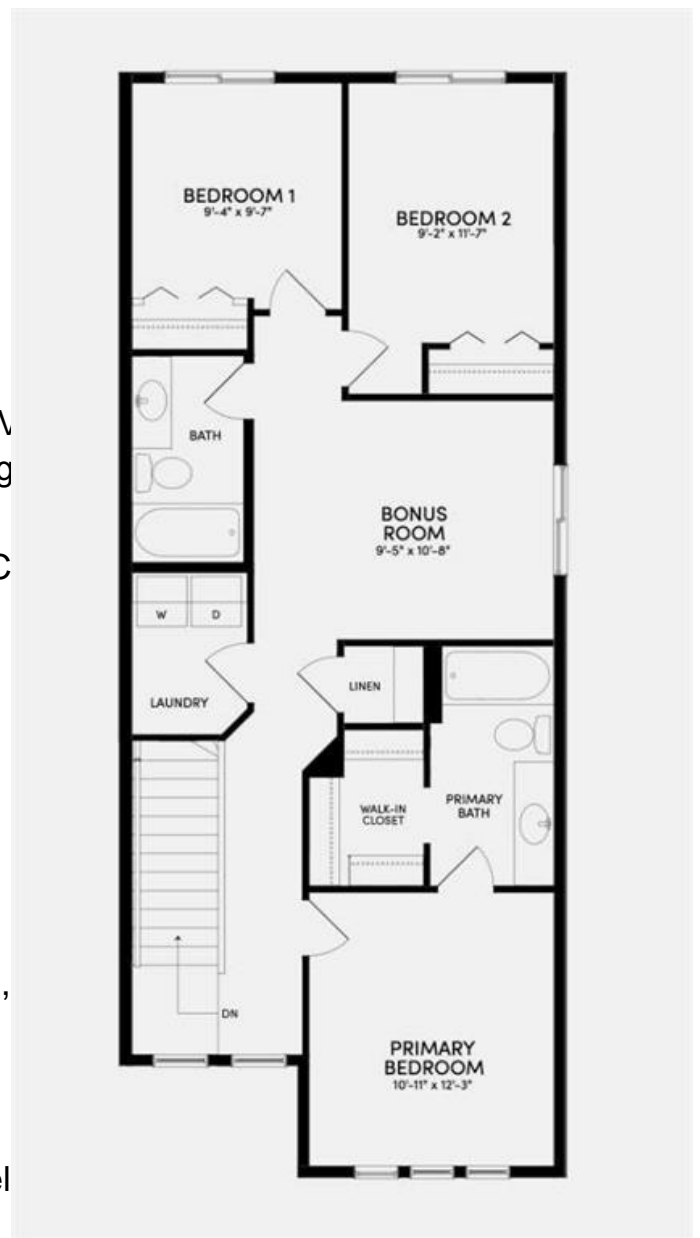 BEDROOM 1
9'-4" x 9'-7"
BEDROOM 2
9'-2" x 11'-7"
BATH
BONUS
ROOM
9'-5" x 10'-8"
W
D
LAUNDRY
LINEN
WALK-IN
CLOSET
PRIMARY
BATH
DN
PRIMARY
BEDROOM
10'-11" x 12'-3"